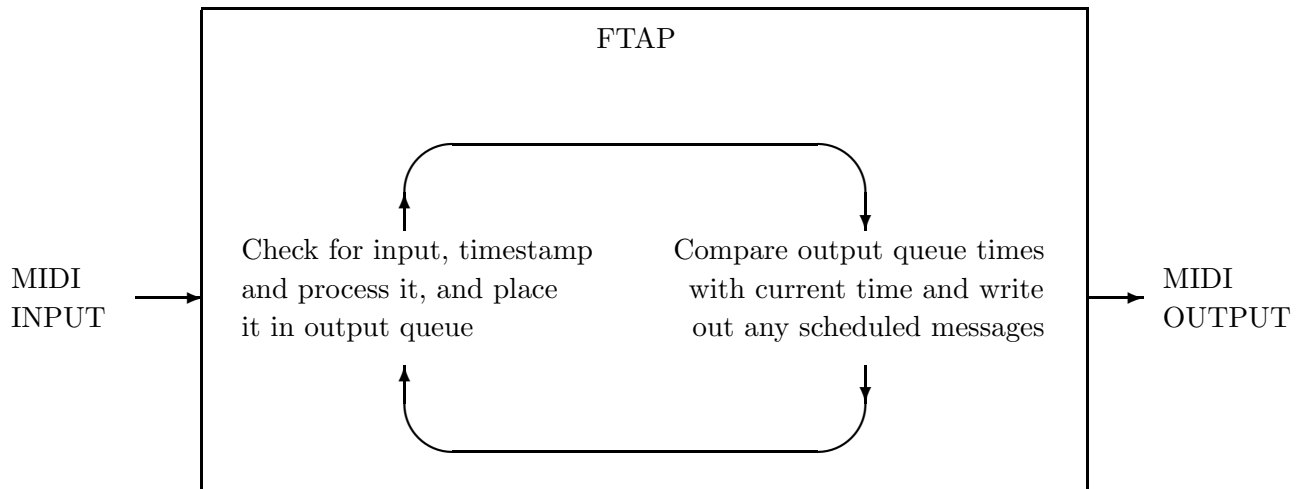 FTAP
MIDI
INPUT
Check for input, timestamp
and process it, and place
it in output queue
Compare output queue times
with current time and write
out any scheduled messages
MIDI
OUTPUT